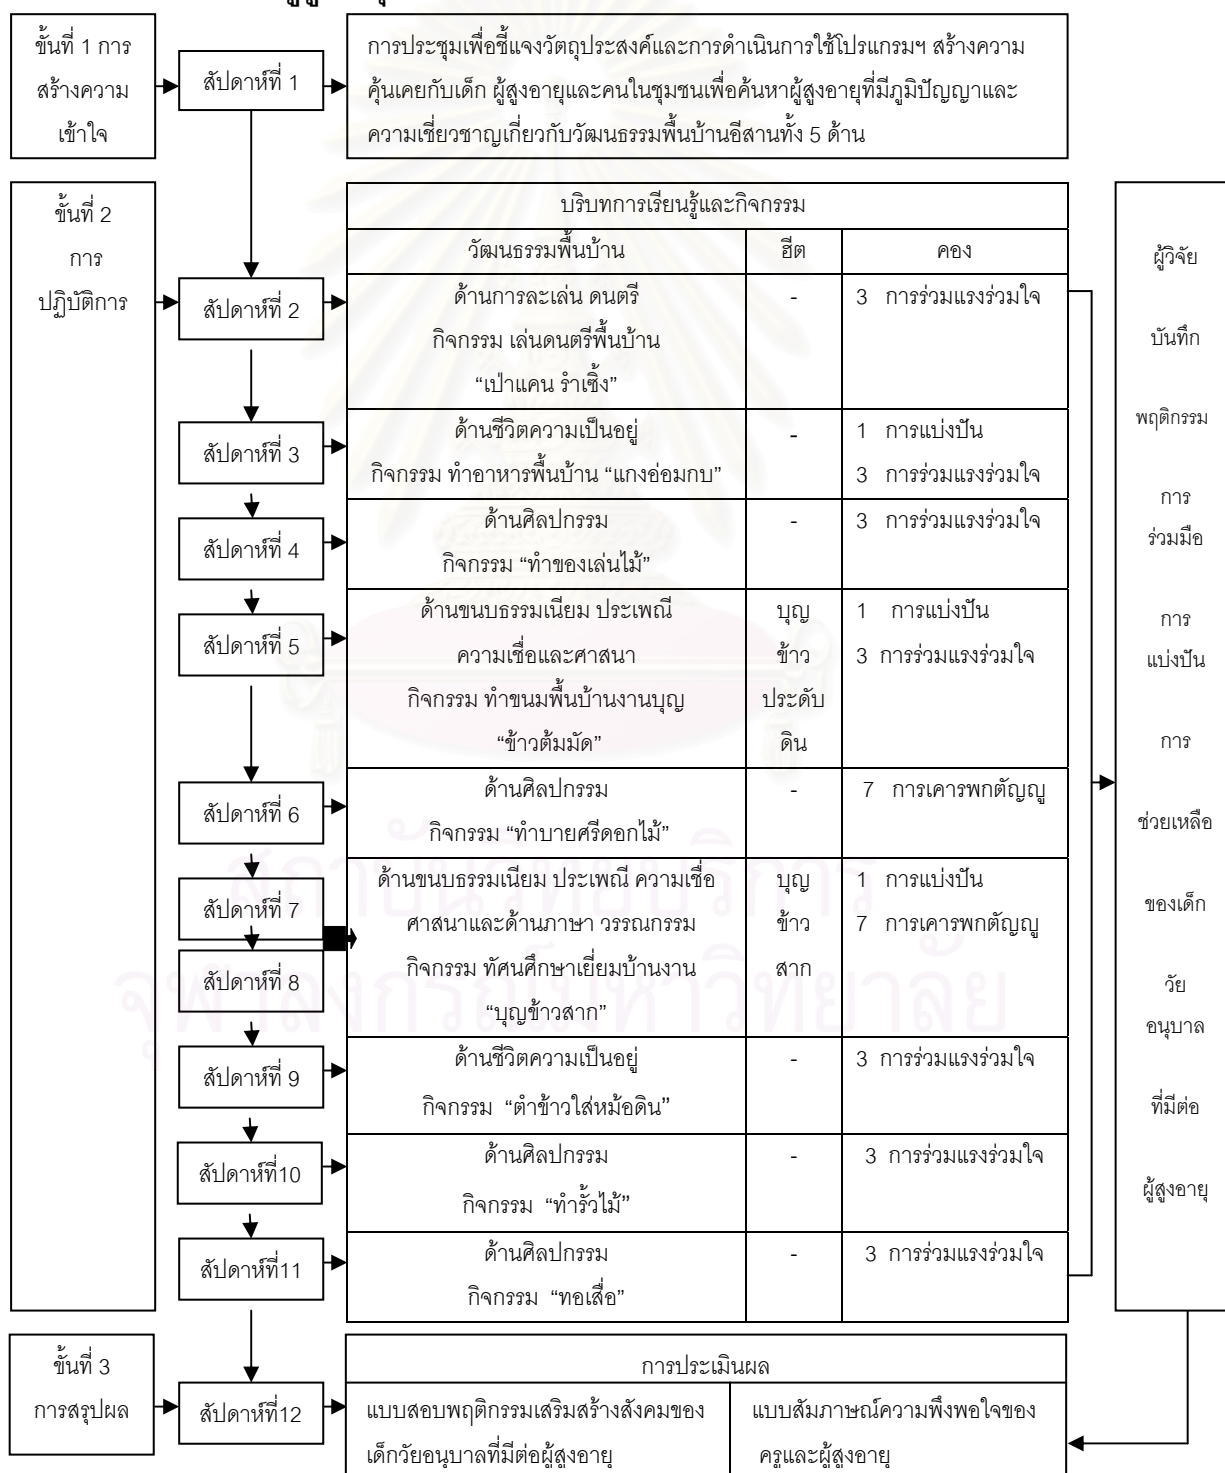 ขั้นที่ 1 การ
สร้างความ
เข้าใจ
สัปดาห์ที่ 1
การประชุมเพื่อชี้แจงวัตถุประสงค์และการดำเนินการใช้โปรแกรมฯ สร้างความ
คุ้นเคยกับเด็ก ผู้สูงอายุและคนในชุมชนเพื่อค้นหาผู้สูงอายุที่มีภูมิปัญญาและ
ความเชี่ยวชาญเกี่ยวกับวัฒนธรรมพื้นบ้านอีสานทั้ง 5 ด้าน
ขั้นที่ 2
การ
ปฏิบัติการ
บริบทการเรียนรู้และกิจกรรม
วัฒนธรรมพื้นบ้าน ฮีต คอง
สัปดาห์ที่ 2
ด้านการละเล่น ดนตรี - 3 การร่วมแรงร่วมใจ
กิจกรรม เล่นดนตรีพื้นบ้าน
“เป่าแคน รำเซิ้ง”
สัปดาห์ที่ 3
ด้านชีวิตความเป็นอยู่ - 1 การแบ่งปัน
กิจกรรม ทำอาหารพื้นบ้าน “แกงอ่อมกบ” 3 การร่วมแรงร่วมใจ
สัปดาห์ที่ 4
ด้านศิลปกรรม - 3 การร่วมแรงร่วมใจ
กิจกรรม “ทำของเล่นไม้”
สัปดาห์ที่ 5
ด้านขนบธรรมเนียม ประเพณี บุญ 1 การแบ่งปัน
ความเชื่อและศาสนา ข้าว 3 การร่วมแรงร่วมใจ
กิจกรรม ทำขนมพื้นบ้านงานบุญ ประดับ
“ข้าวต้มมัด” ดิน
สัปดาห์ที่ 6
ด้านศิลปกรรม - 7 การเคารพกตัญญู
กิจกรรม “ทำบายศรีดอกไม้”
สัปดาห์ที่ 7
สัปดาห์ที่ 8
ด้านขนบธรรมเนียม ประเพณี ความเชื่อ บุญ 1 การแบ่งปัน
ศาสนาและด้านภาษา วรรณกรรม ข้าว 7 การเคารพกตัญญู
กิจกรรม ทัศนศึกษาเยี่ยมบ้านงาน สาก
“บุญข้าวสาก”
สัปดาห์ที่ 9
ด้านชีวิตความเป็นอยู่ - 3 การร่วมแรงร่วมใจ
กิจกรรม “ตำข้าวใส่หม้อดิน”
สัปดาห์ที่10
ด้านศิลปกรรม - 3 การร่วมแรงร่วมใจ
กิจกรรม “ทำรั้วไม้”
สัปดาห์ที่11
ด้านศิลปกรรม - 3 การร่วมแรงร่วมใจ
กิจกรรม “ทอเสื่อ”
ผู้วิจัย
บันทึก
พฤติกรรม
การ
ร่วมมือ
การ
แบ่งปัน
การ
ช่วยเหลือ
ของเด็ก
วัย
อนุบาล
ที่มีต่อ
ผู้สูงอายุ
ขั้นที่ 3
การสรุปผล
สัปดาห์ที่12
การประเมินผล
แบบสอบพฤติกรรมเสริมสร้างสังคมของ แบบสัมภาษณ์ความพึงพอใจของ
เด็กวัยอนุบาลที่มีต่อผู้สูงอายุ ครูและผู้สูงอายุ
สถาบันวิทยบริการ
จุฬาลงกรณ์มหาวิทยาลัย